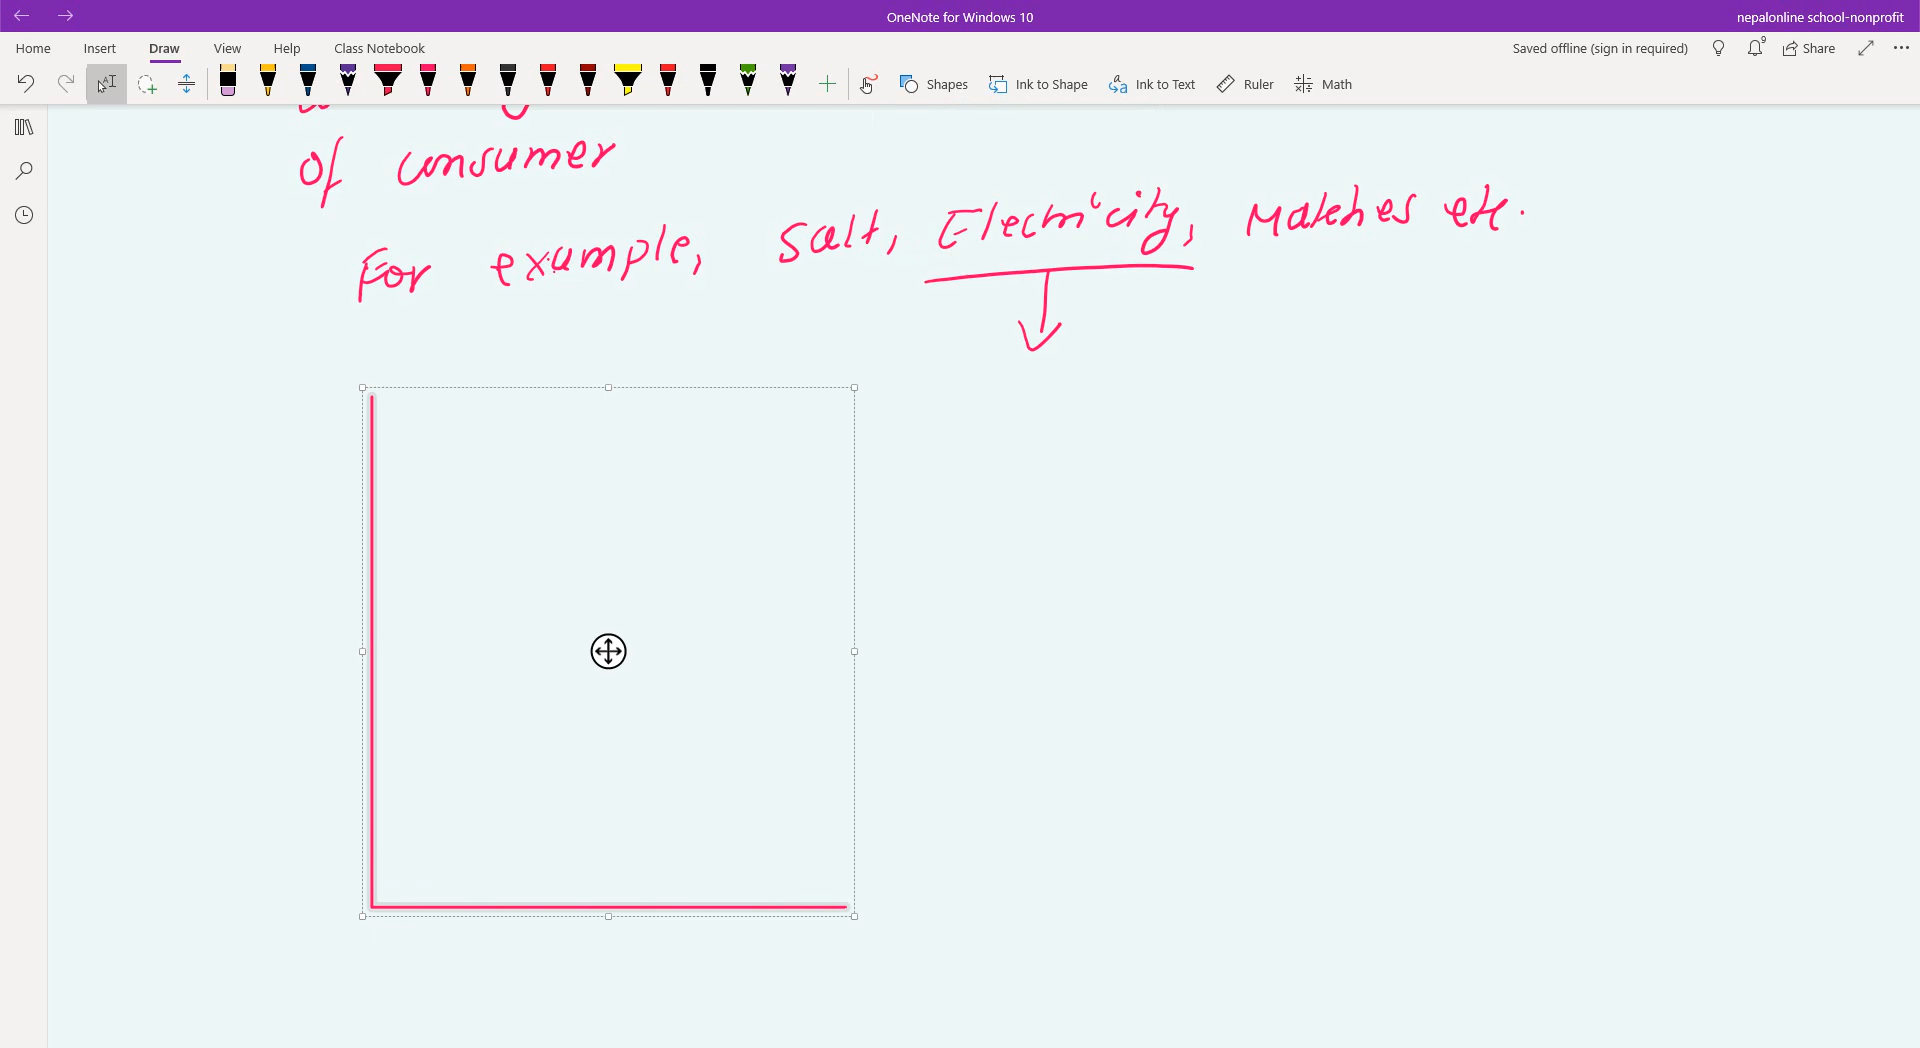 OneNote for Windows 10
nepalonline school-nonprofit
Home Insert Draw View Help Class Notebook
Saved offline (sign in required)
9
Share
Shapes Ink to Shape Ink to Text Ruler Math
of consumer
For example, Salt, Electricity, Matches etc.